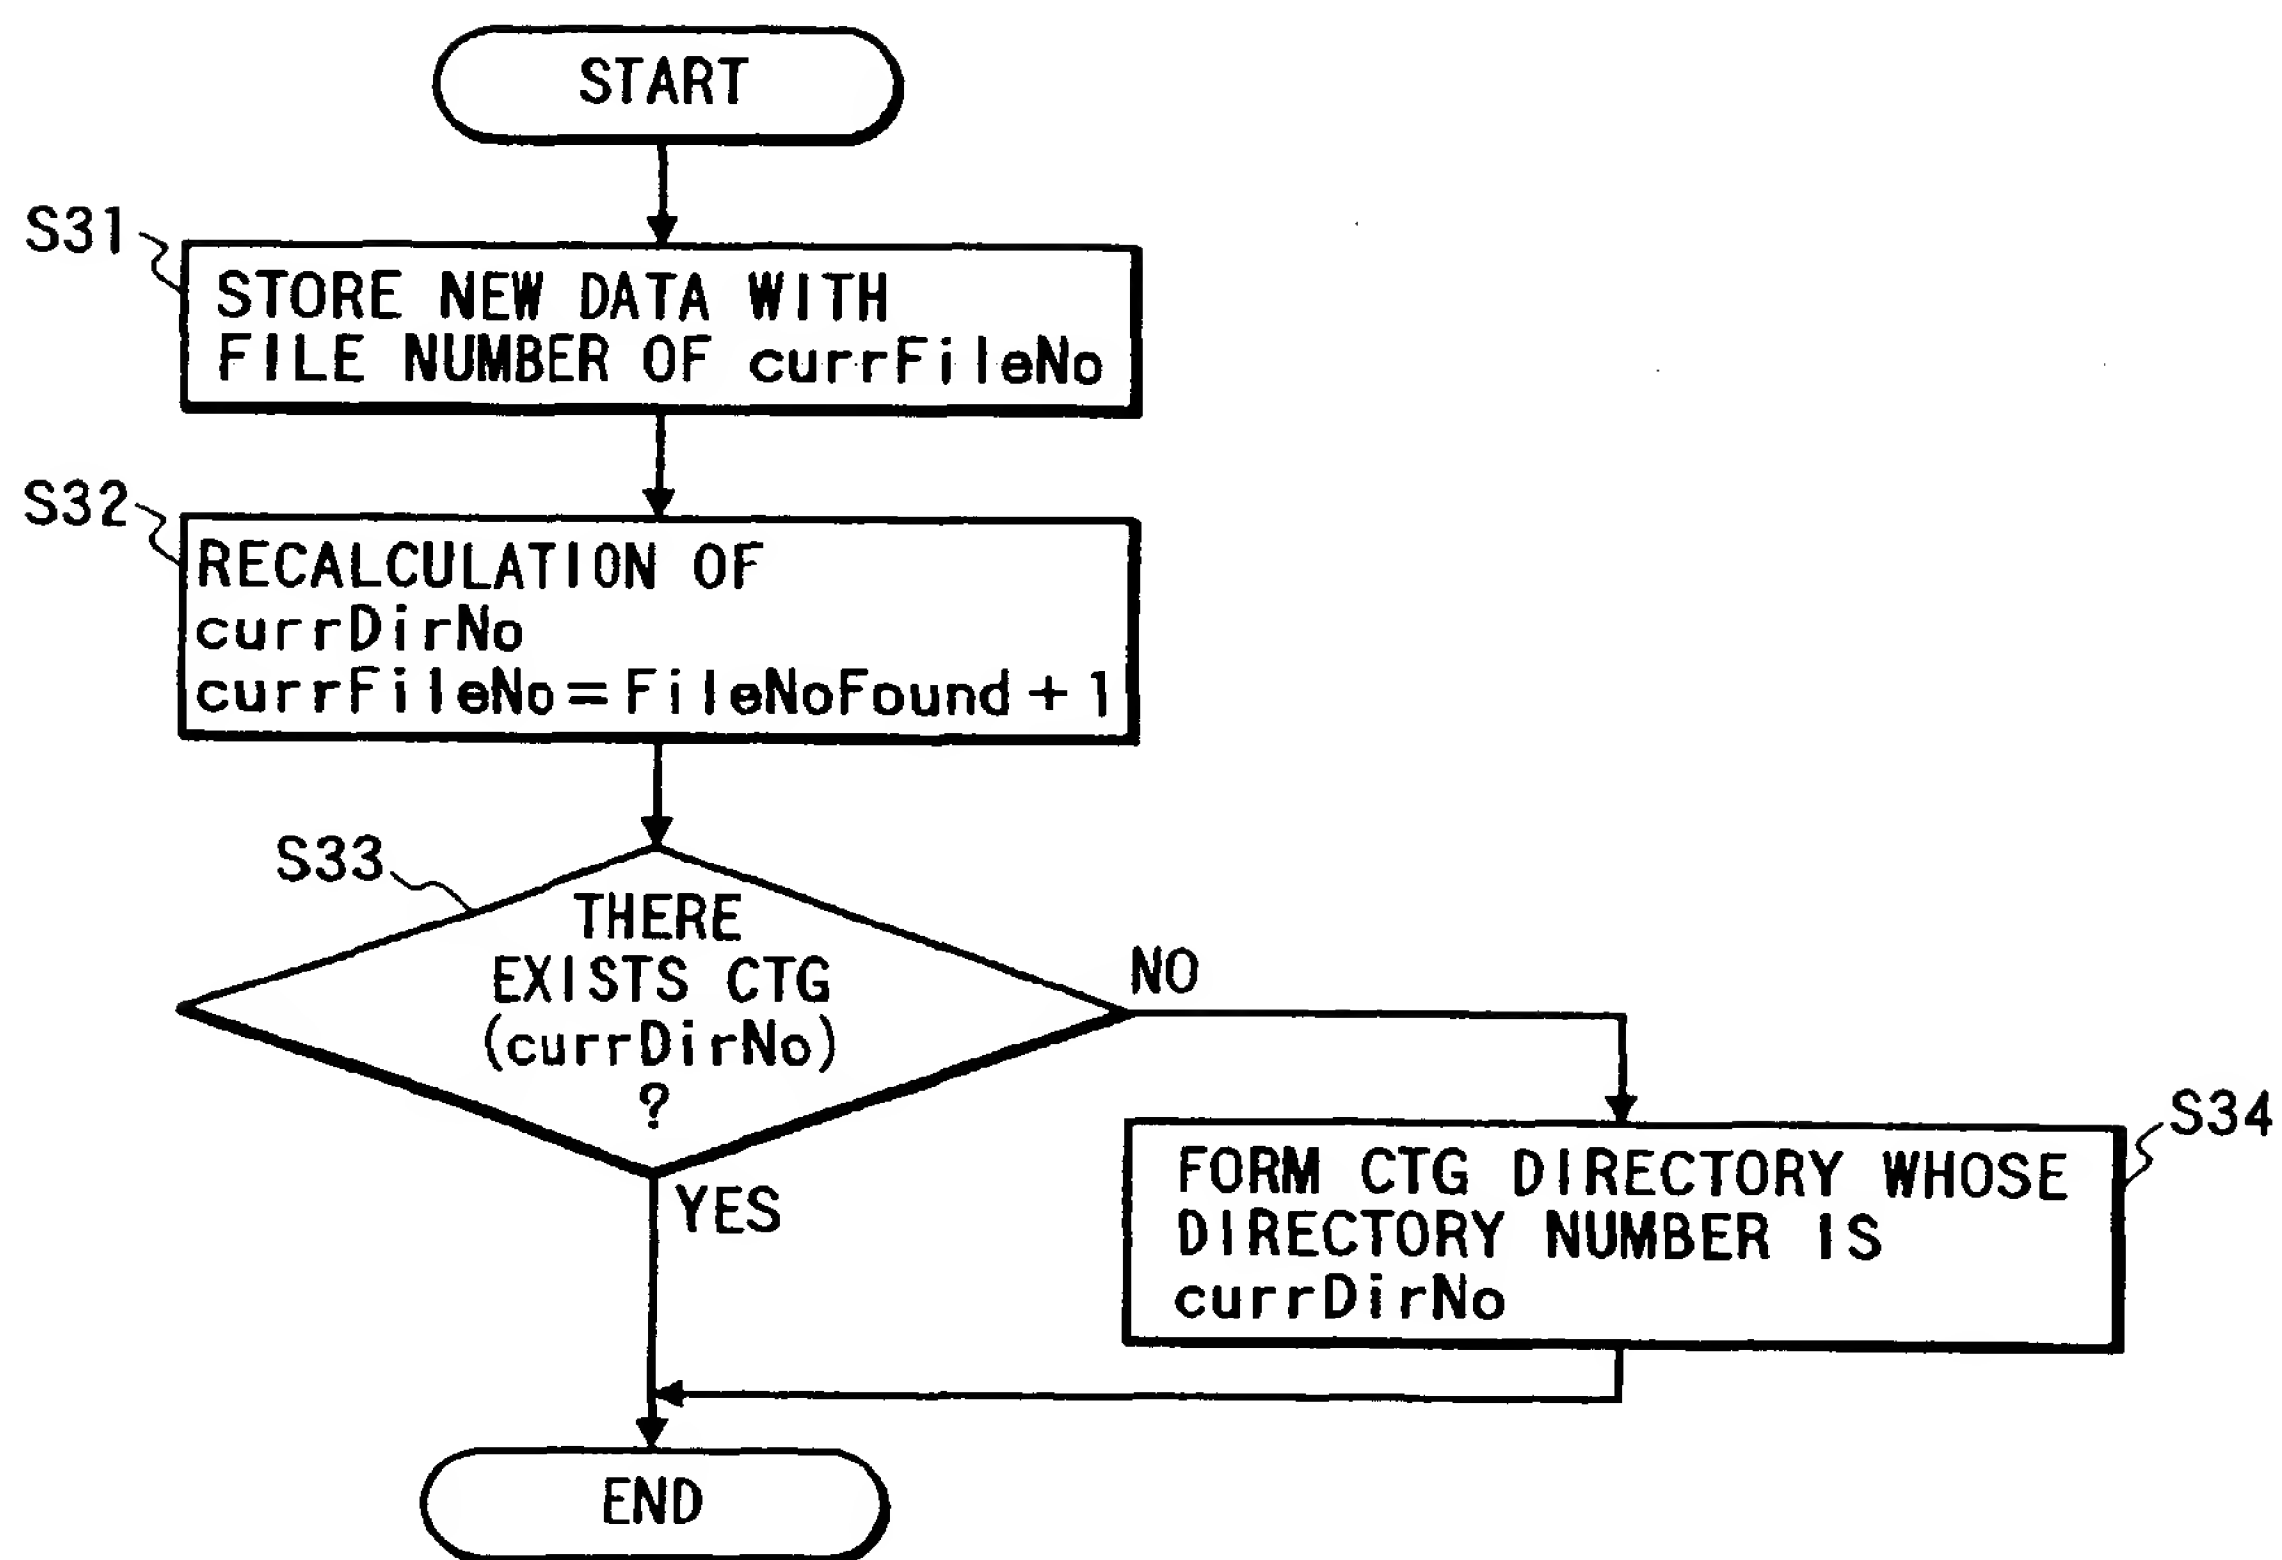 START
S31
STORE NEW DATA WITH
FILE NUMBER OF currFileNo
S32
RECALCULATION OF
currDirNo
currFileNo=FileNoFound+1
S33
THERE
EXISTS CTG
(currDirNo)
?
NO
YES
S34
FORM CTG DIRECTORY WHOSE
DIRECTORY NUMBER IS
currDirNo
END